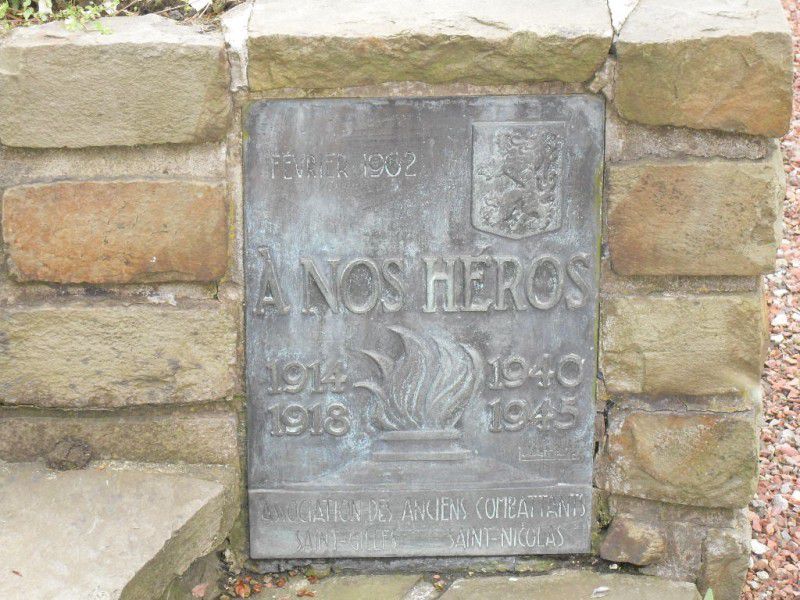 FÉVRIER 1982
À NOS HÉROS
1914 1940
1918 1945
ASSOCIATION DES ANCIENS COMBATTANTS
SAINT-GILLES SAINT-NICOLAS